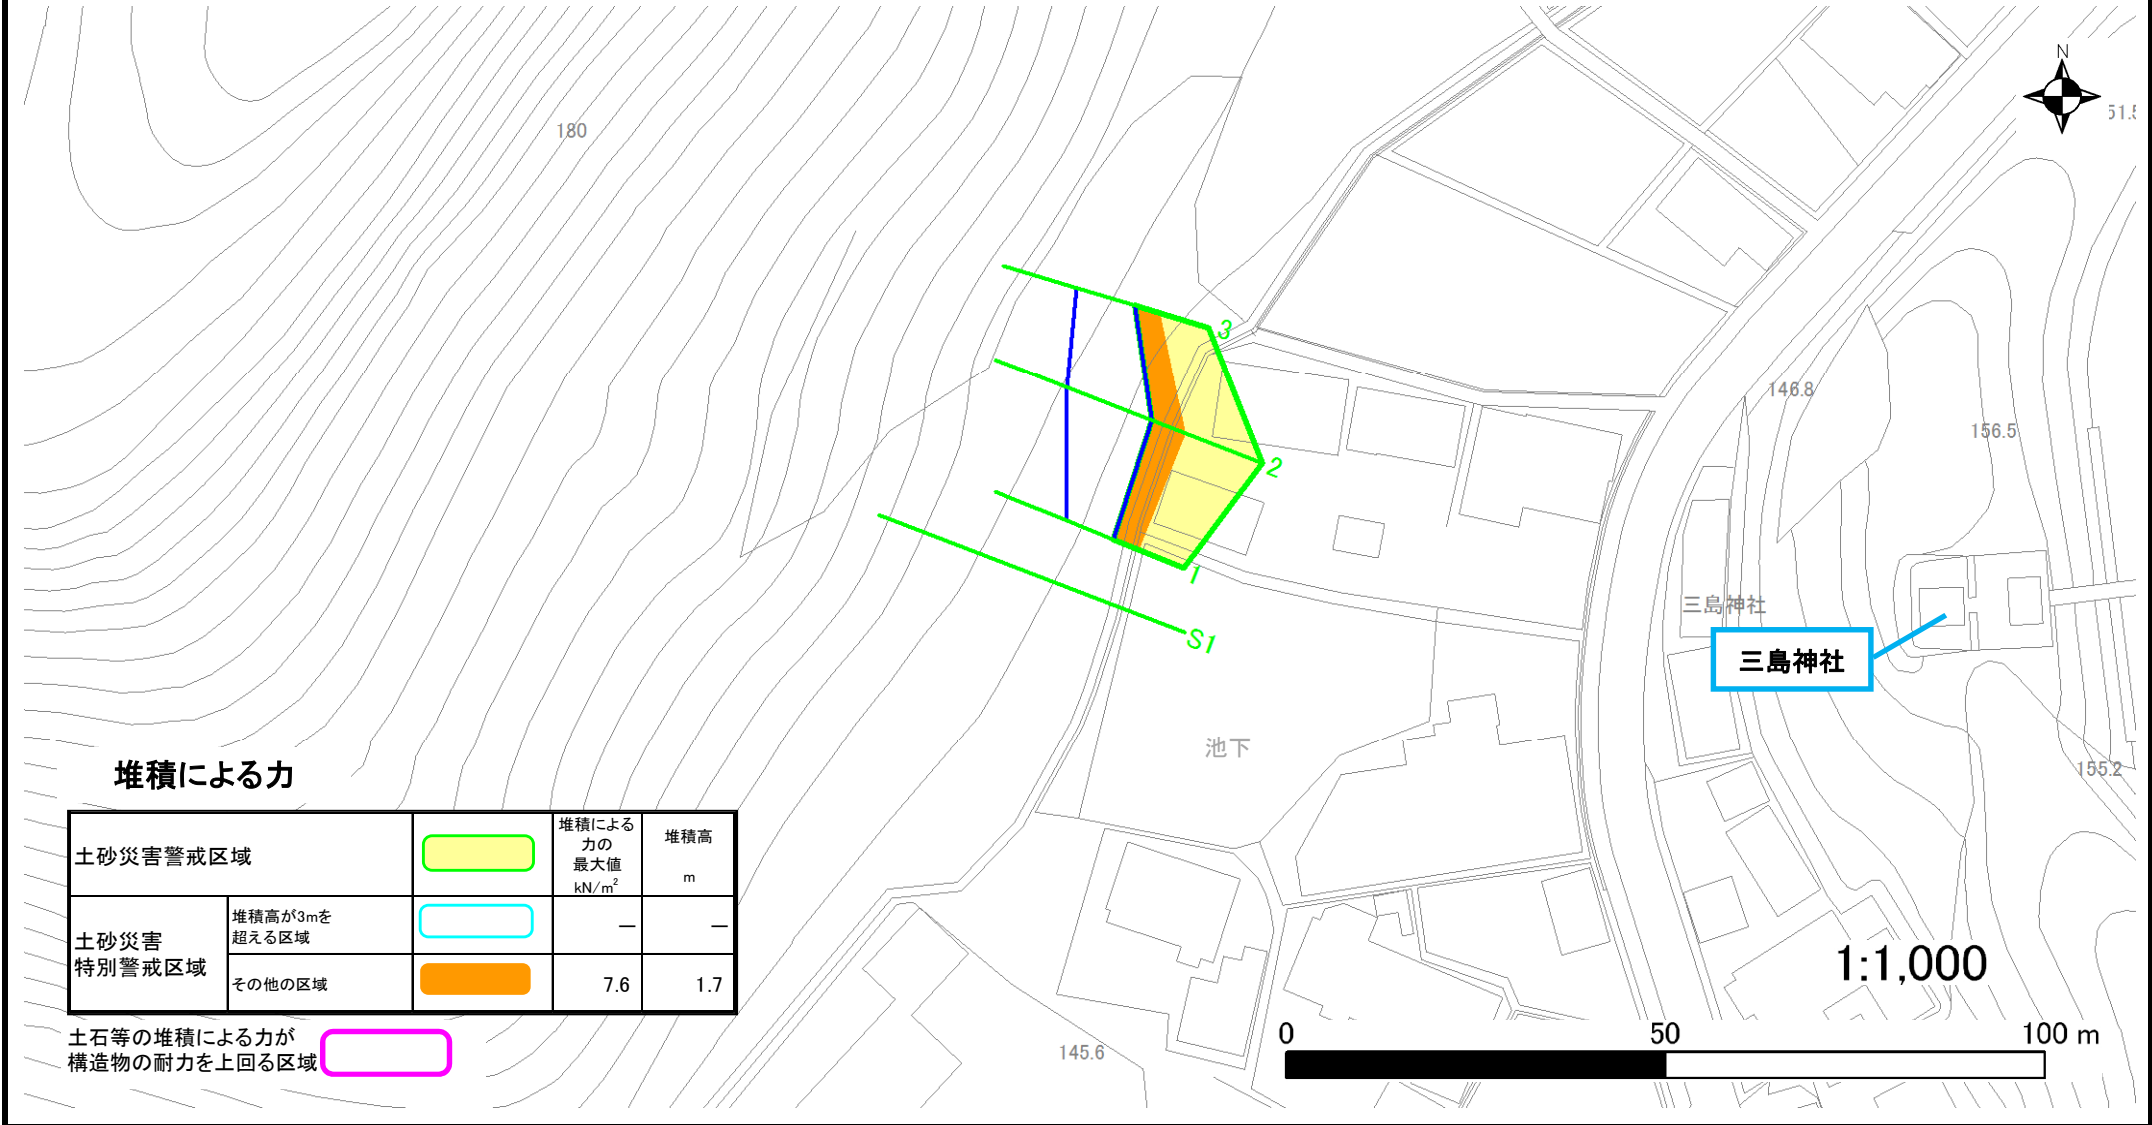 N
51.5
180
3
146.8
156.5
2
1
三島神社
S1
三島神社
池下
155.2
堆積による力
土砂災害警戒区域
堆積による
力の
最大値
kN/m²
堆積高
m
土砂災害
特別警戒区域
堆積高が3mを
超える区域
－
－
その他の区域
7.6
1.7
1:1,000
土石等の堆積による力が
構造物の耐力を上回る区域
145.6
0
50
100 m